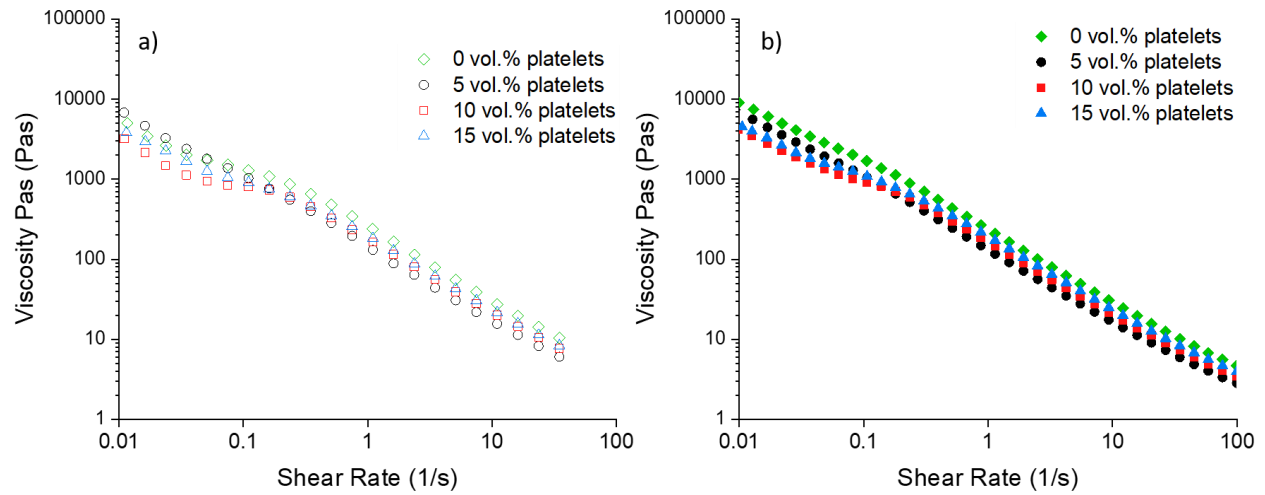 a)
0 vol.% platelets
5 vol.% platelets
10 vol.% platelets
15 vol.% platelets
100000
10000
1000
100
10
1
Viscosity Pas (Pas)
0.01
0.1
1
10
100
Shear Rate (1/s)
b)
0 vol.% platelets
5 vol.% platelets
10 vol.% platelets
15 vol.% platelets
100000
10000
1000
100
10
1
Viscosity Pas (Pas)
0.01
0.1
1
10
100
Shear Rate (1/s)